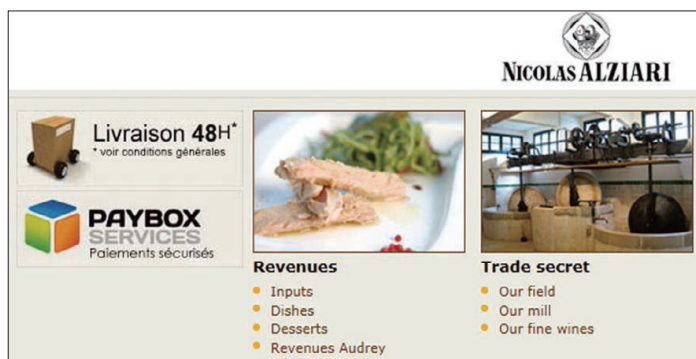 NICOLAS ALZIARI
Livraison 48H*
* voir conditions générales
PAYBOX
SERVICES
Paiements sécurisés
Revenues
Inputs
Dishes
Desserts
Revenues Audrey
Trade secret
Our field
Our mill
Our fine wines